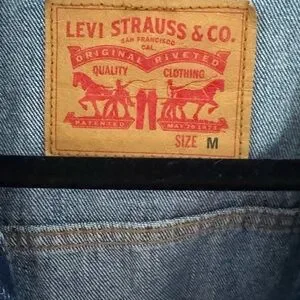 LEVI STRAUSS & CO.
SAN FRANCISCO
CAL.
ORIGINAL RIVETED
QUALITY CLOTHING
PATENTED MAY 20 1873
SIZE M